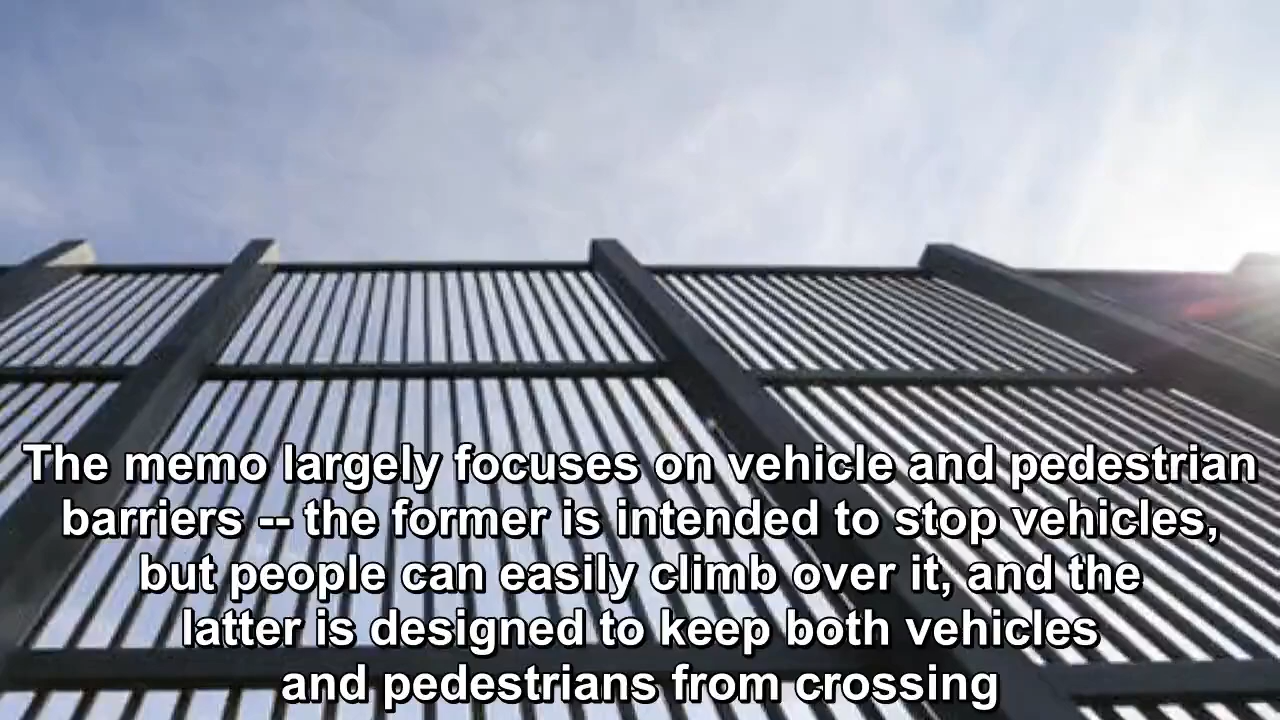 The memo largely focuses on vehicle and pedestrian
barriers -- the former is intended to stop vehicles,
but people can easily climb over it, and the
latter is designed to keep both vehicles
and pedestrians from crossing